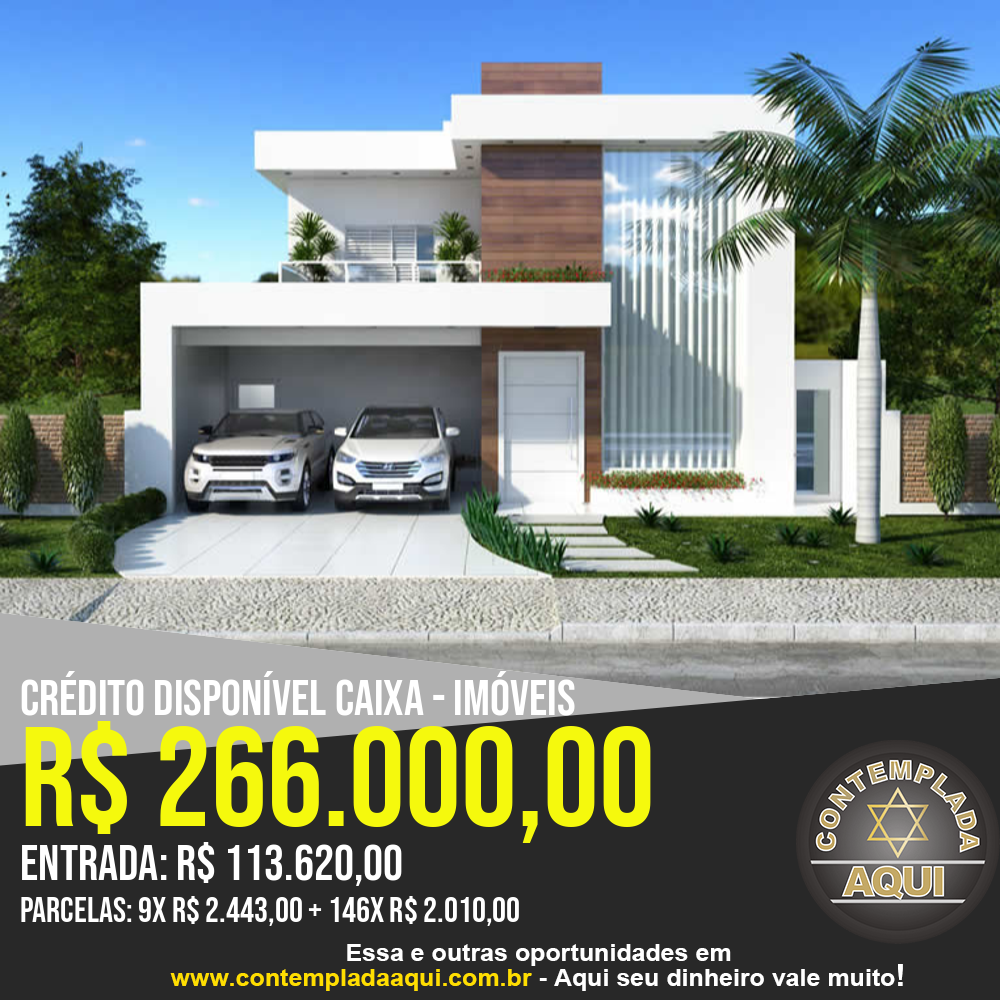 CRÉDITO DISPONÍVEL CAIXA - IMÓVEIS
R$ 266.000,00
ENTRADA: R$ 113.620,00
PARCELAS: 9X R$ 2.443,00 + 146X R$ 2.010,00
CONTEMPLADA
AQUI
Essa e outras oportunidades em
www.contempladaaqui.com.br - Aqui seu dinheiro vale muito!